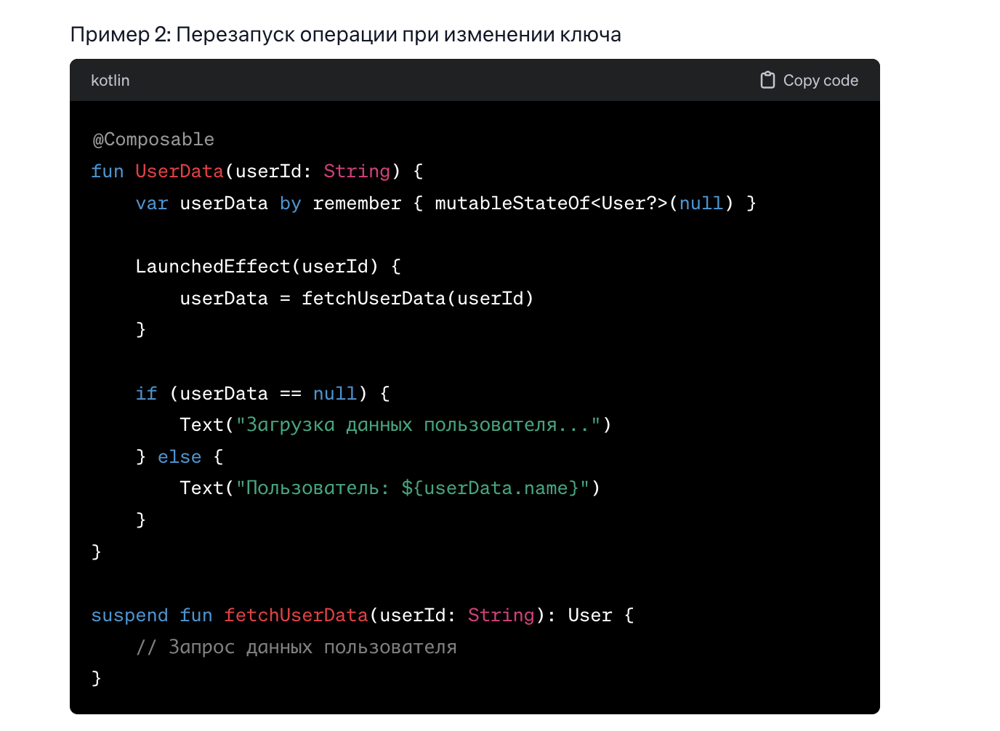 Пример 2: Перезапуск операции при изменении ключа
kotlin
Copy code
@Composable
fun UserData(userId: String) {
    var userData by remember { mutableStateOf<User?>(null) }
    LaunchedEffect(userId) {
        userData = fetchUserData(userId)
    }
    if (userData == null) {
        Text("Загрузка данных пользователя...")
    } else {
        Text("Пользователь: ${userData.name}")
    }
}
suspend fun fetchUserData(userId: String): User {
    // Запрос данных пользователя
}